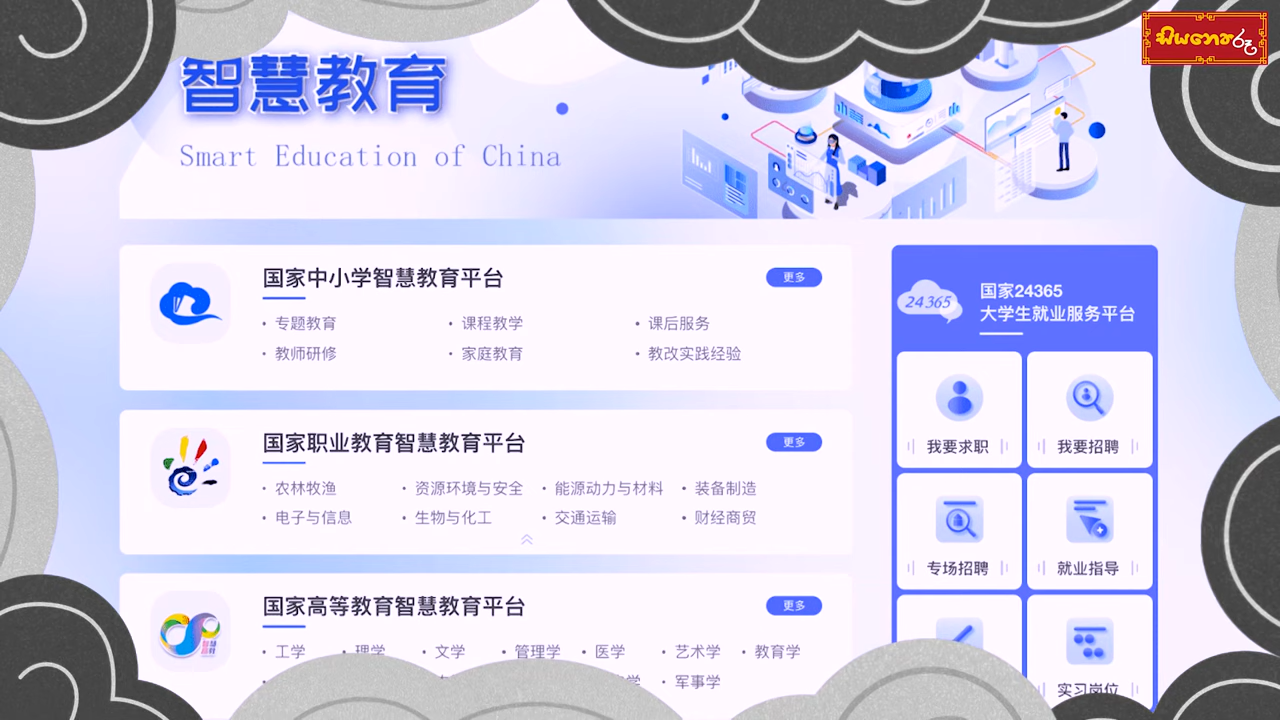 සියනෙත රූ
智慧教育
Smart Education of China
国家中小学智慧教育平台
更多
· 专题教育 · 课程教学 · 课后服务
· 教师研修 · 家庭教育 · 教改实践经验
国家职业教育智慧教育平台
更多
· 农林牧渔 · 资源环境与安全 · 能源动力与材料 · 装备制造
· 电子与信息 · 生物与化工 · 交通运输 · 财经商贸
国家高等教育智慧教育平台
更多
· 工学 · 理学 · 文学 · 管理学 · 医学 · 艺术学 · 教育学
· 军事学
24365
国家24365
大学生就业服务平台
我要求职 我要招聘
专场招聘 就业指导
实习岗位